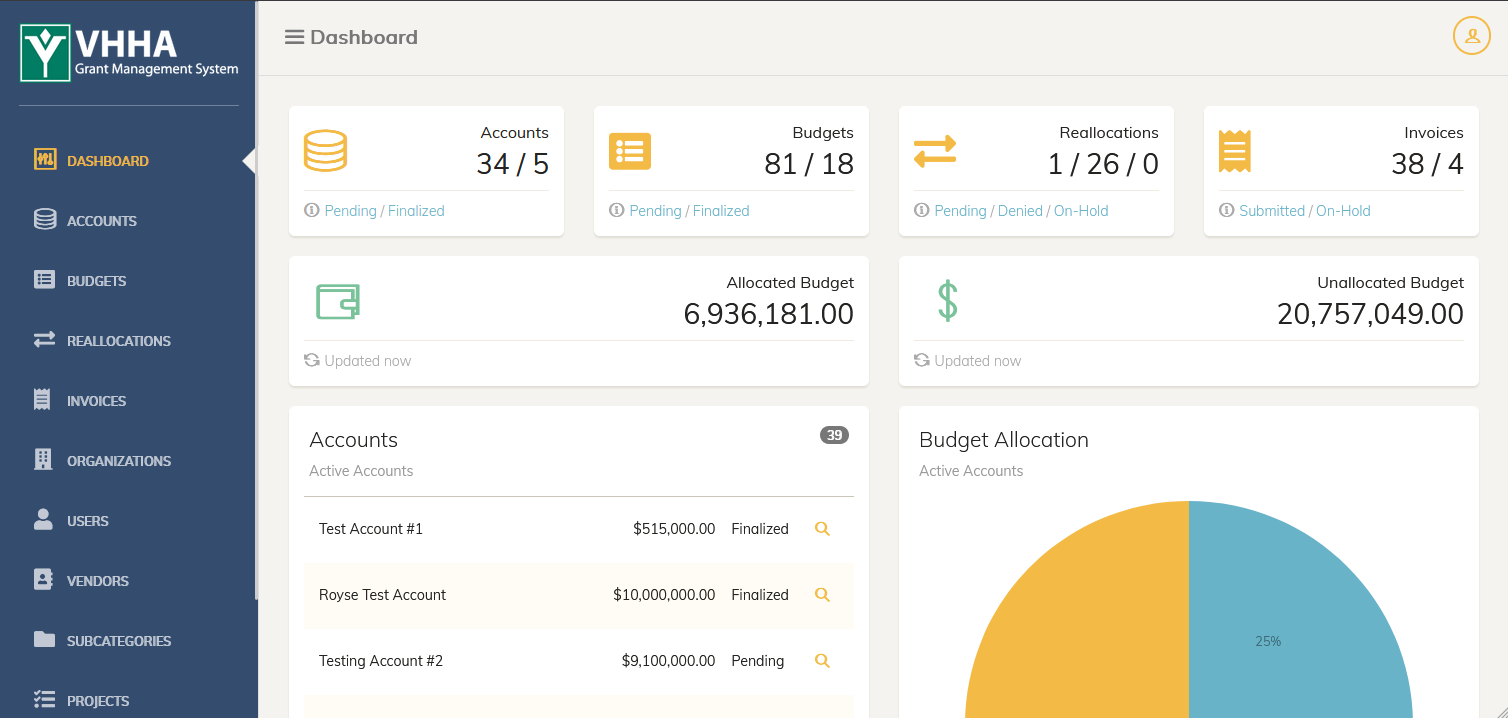 VHHA
Grant Management System
DASHBOARD
ACCOUNTS
BUDGETS
REALLOCATIONS
INVOICES
ORGANIZATIONS
USERS
VENDORS
SUBCATEGORIES
PROJECTS
Dashboard
Accounts
34 / 5
Pending / Finalized
Budgets
81 / 18
Pending / Finalized
Reallocations
1 / 26 / 0
Pending / Denied / On-Hold
Invoices
38 / 4
Submitted / On-Hold
Allocated Budget
6,936,181.00
Updated now
Unallocated Budget
20,757,049.00
Updated now
Accounts 39
Active Accounts
Test Account #1 $515,000.00 Finalized
Royse Test Account $10,000,000.00 Finalized
Testing Account #2 $9,100,000.00 Pending
Budget Allocation
Active Accounts
25%